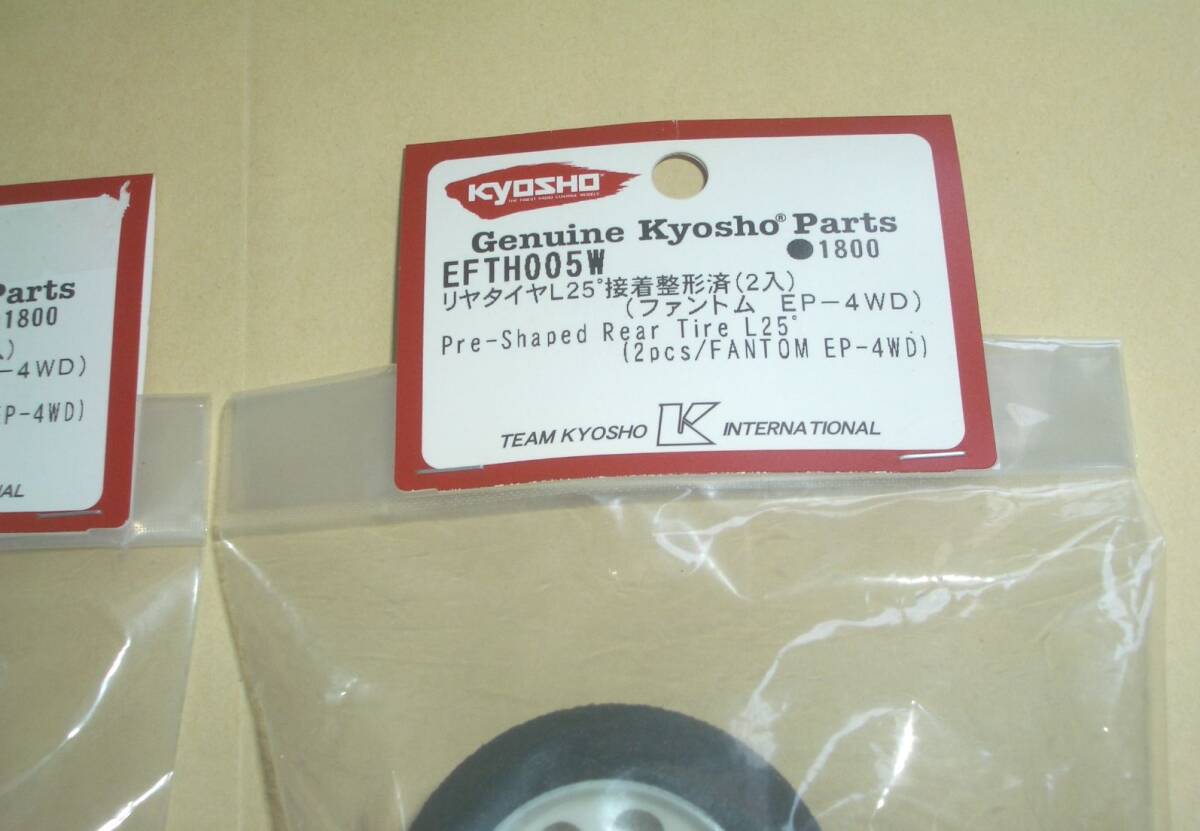 KYOSHO
THE FINEST RADIO CONTROL MODELS
Genuine Kyosho® Parts
EFTH005W ●1800
リヤタイヤL25°接着整形済(2入)
(ファントム EP-4WD)
Pre-Shaped Rear Tire L25°
(2pcs/FANTOM EP-4WD)
TEAM KYOSHO K INTERNATIONAL
Parts
1800
入)
-4WD)
EP-4WD)
NAL